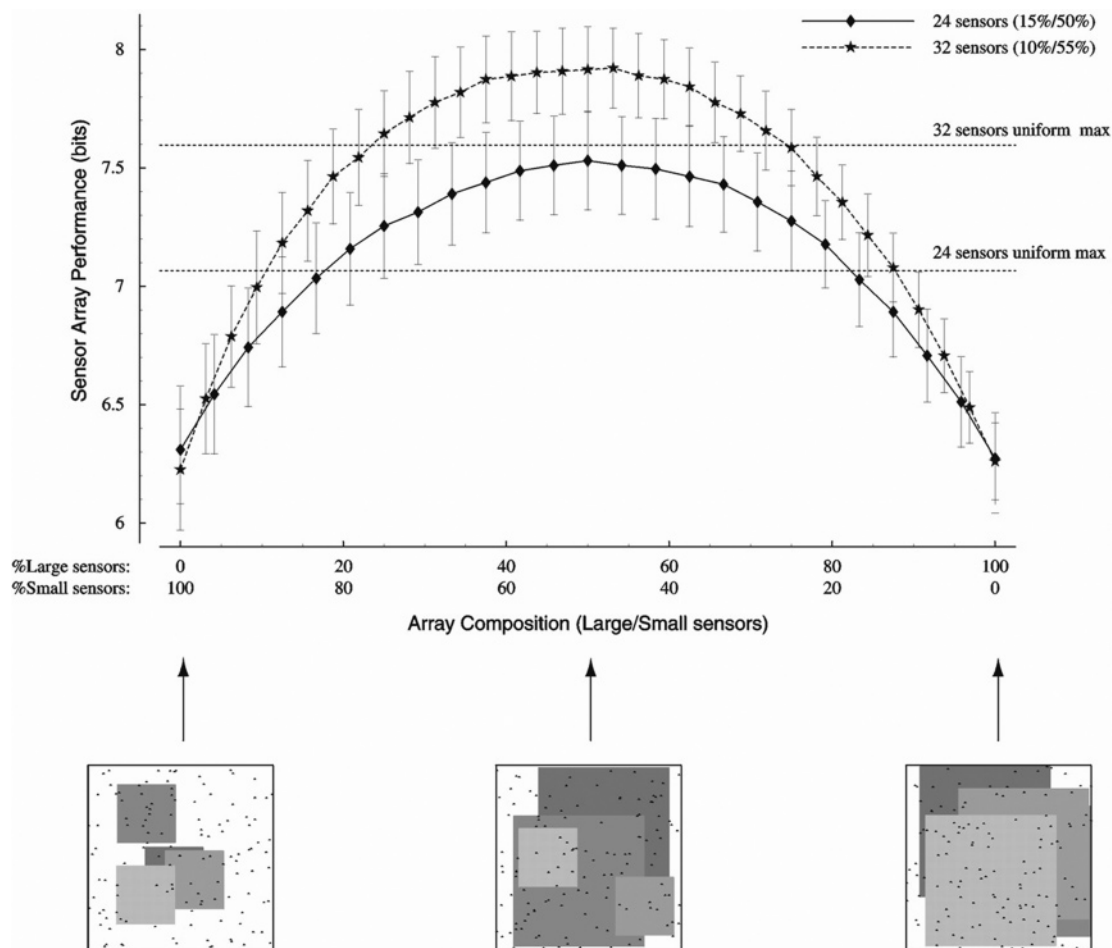 24 sensors (15%/50%)
32 sensors (10%/55%)
8
32 sensors uniform max
7.5
24 sensors uniform max
7
6.5
6
Sensor Array Performance (bits)
%Large sensors: 0 20 40 60 80 100
%Small sensors: 100 80 60 40 20 0
Array Composition (Large/Small sensors)